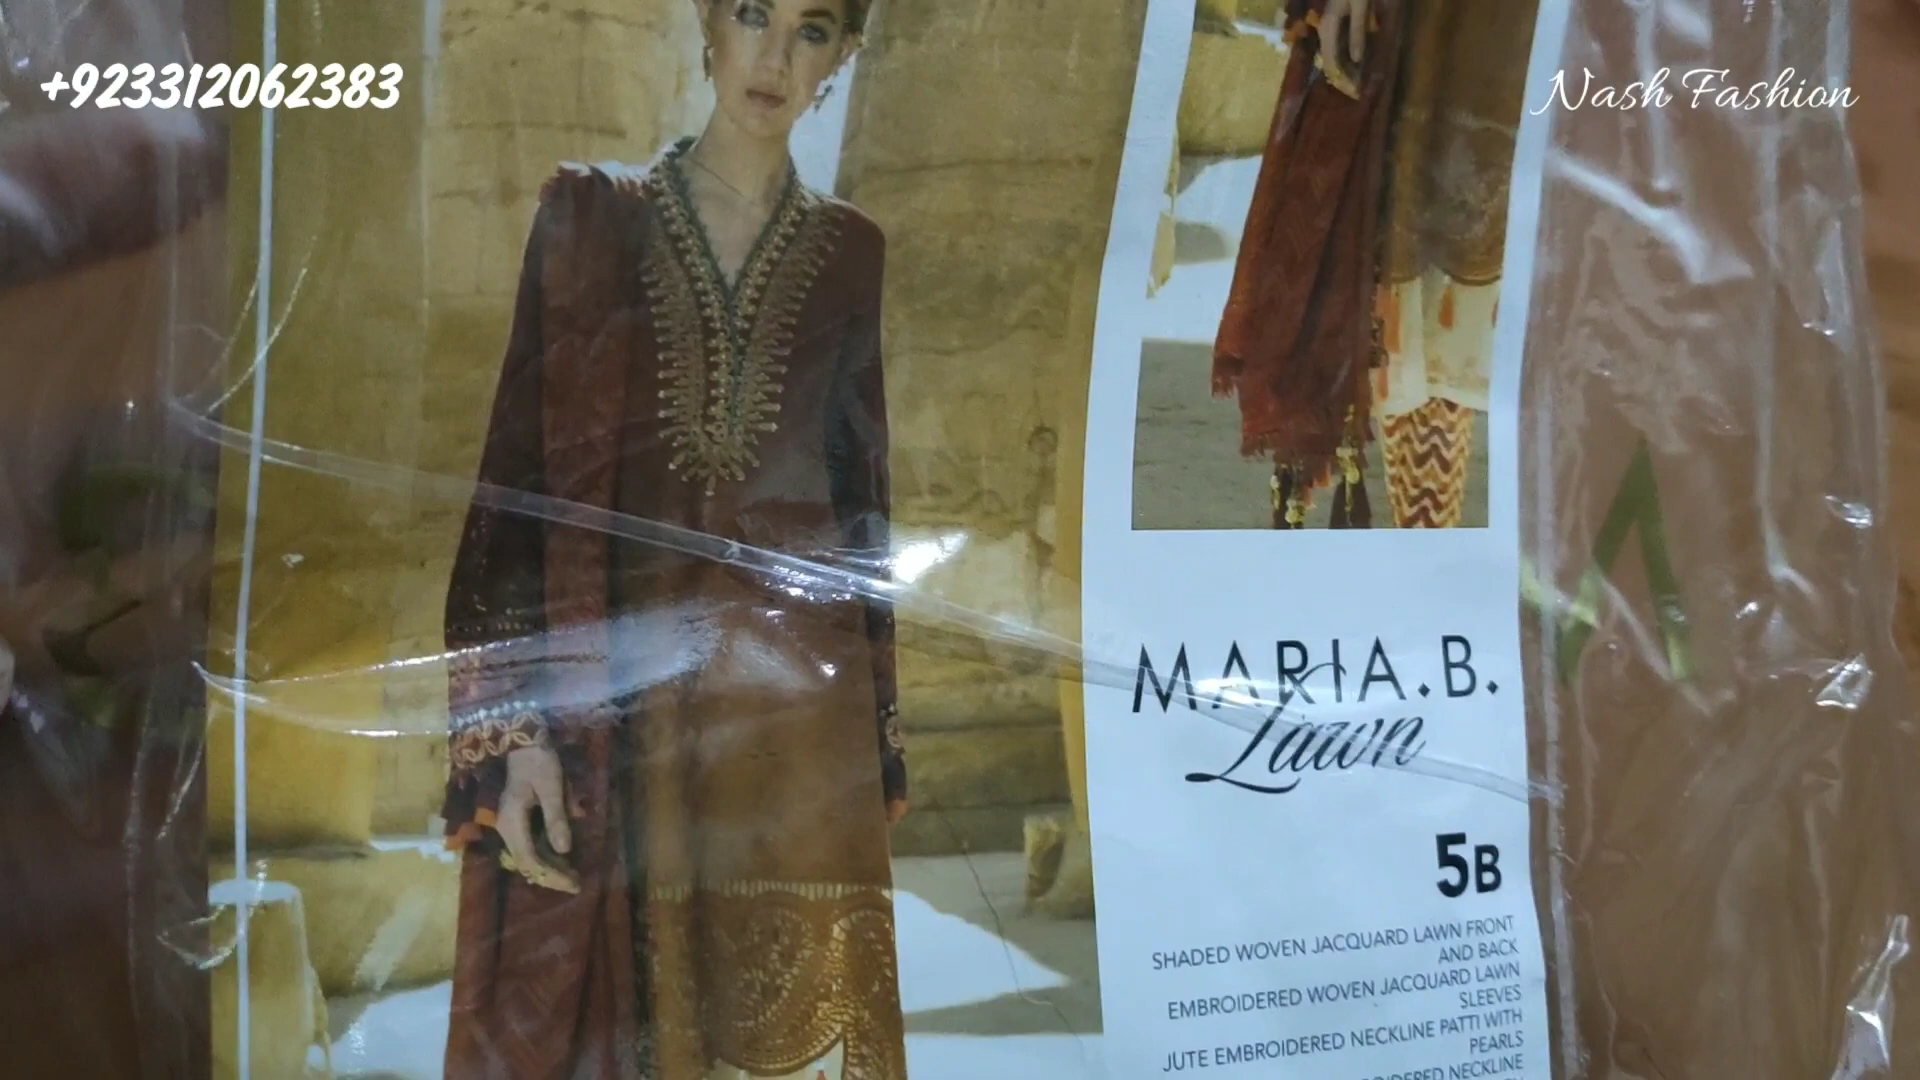 +923312062383
Nash Fashion
MARIA.B.
Lawn
5B
SHADED WOVEN JACQUARD LAWN FRONT
AND BACK
EMBROIDERED WOVEN JACQUARD LAWN
SLEEVES
JUTE EMBROIDERED NECKLINE PATTI WITH
PEARLS
NECKLINE